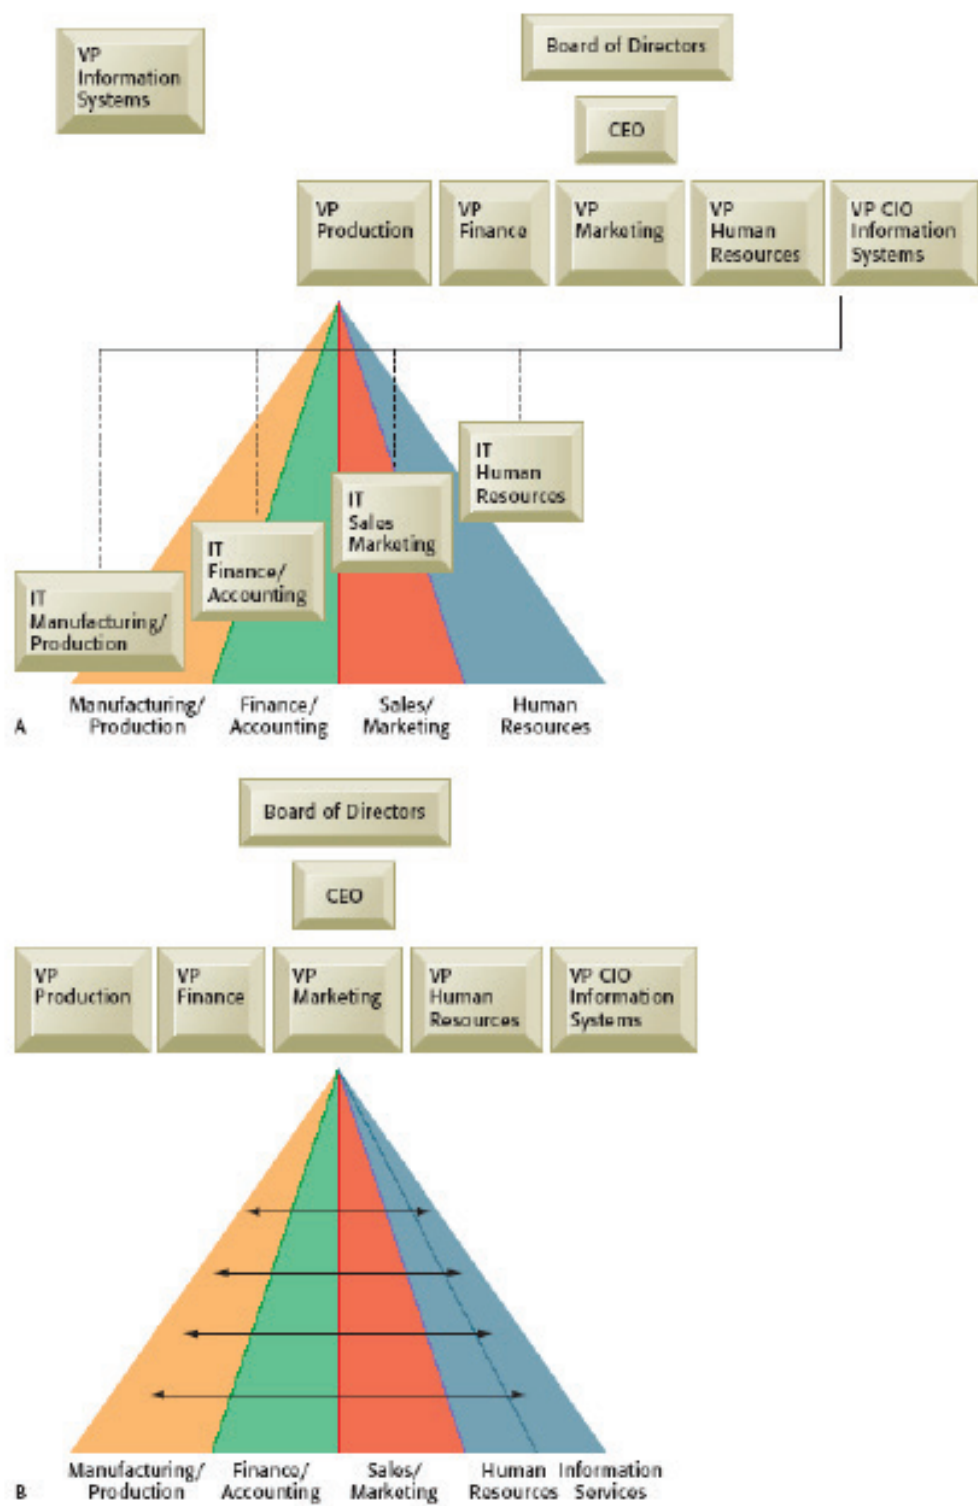 VP
Information
Systems
Board of Directors
CEO
VP
Production
VP
Finance
VP
Marketing
VP
Human
Resources
VP CIO
Information
Systems
IT
Human
Resources
IT
Sales
Marketing
IT
Finance/
Accounting
IT
Manufacturing/
Production
Manufacturing/
Production
Finance/
Accounting
Sales/
Marketing
Human
Resources
A
Board of Directors
CEO
VP
Production
VP
Finance
VP
Marketing
VP
Human
Resources
VP CIO
Information
Systems
Manufacturing/
Production
Finance/
Accounting
Sales/
Marketing
Human
Resources
Information
Services
B